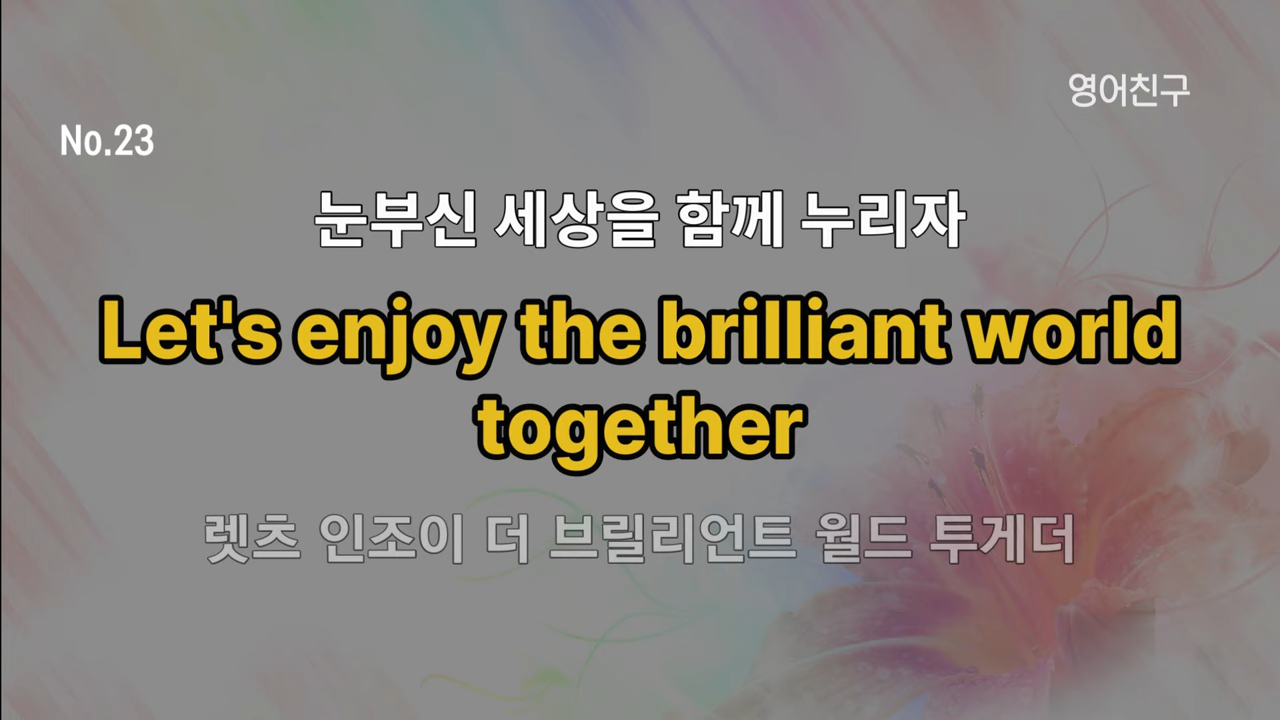 영어친구
No.23
눈부신 세상을 함께 누리자
Let's enjoy the brilliant world
together
렛츠 인조이 더 브릴리언트 월드 투게더